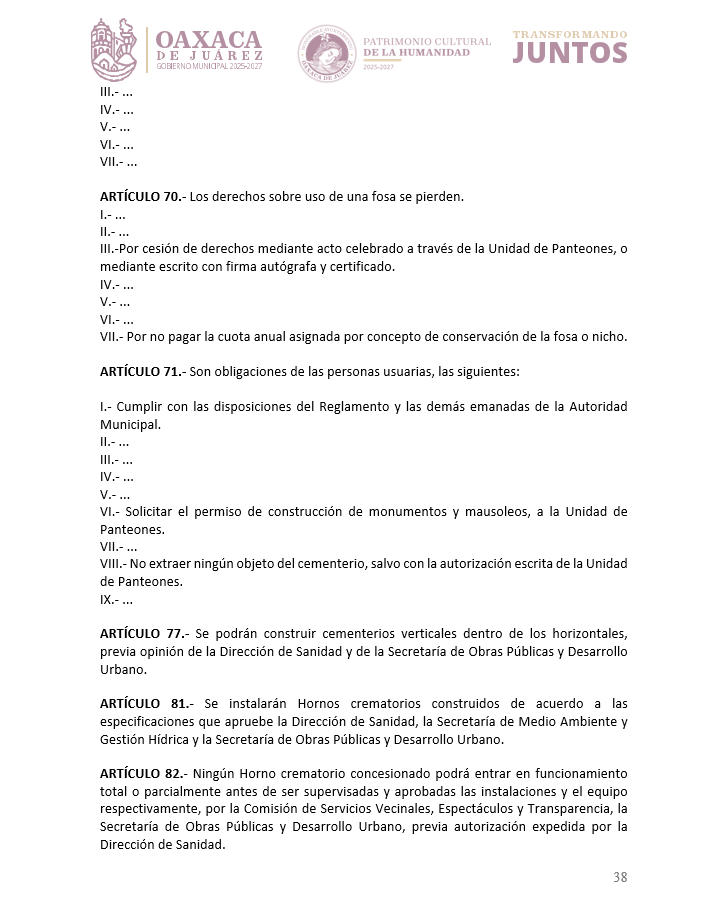 OAXACA
DE JUÁREZ
GOBIERNO MUNICIPAL 2025-2027
PATRIMONIO CULTURAL
DE LA HUMANIDAD
2025-2027
TRANSFORMANDO
JUNTOS
III.- ...
IV.- ...
V.- ...
VI.- ...
VII.- ...
ARTÍCULO 70.- Los derechos sobre uso de una fosa se pierden.
I.- ...
II.- ...
III.-Por cesión de derechos mediante acto celebrado a través de la Unidad de Panteones, o
mediante escrito con firma autógrafa y certificado.
IV.- ...
V.- ...
VI.- ...
VII.- Por no pagar la cuota anual asignada por concepto de conservación de la fosa o nicho.
ARTÍCULO 71.- Son obligaciones de las personas usuarias, las siguientes:
I.- Cumplir con las disposiciones del Reglamento y las demás emanadas de la Autoridad
Municipal.
II.- ...
III.- ...
IV.- ...
V.- ...
VI.- Solicitar el permiso de construcción de monumentos y mausoleos, a la Unidad de
Panteones.
VII.- ...
VIII.- No extraer ningún objeto del cementerio, salvo con la autorización escrita de la Unidad
de Panteones.
IX.- ...
ARTÍCULO 77.- Se podrán construir cementerios verticales dentro de los horizontales,
previa opinión de la Dirección de Sanidad y de la Secretaría de Obras Públicas y Desarrollo
Urbano.
ARTÍCULO 81.- Se instalarán Hornos crematorios construidos de acuerdo a las
especificaciones que apruebe la Dirección de Sanidad, la Secretaría de Medio Ambiente y
Gestión Hídrica y la Secretaría de Obras Públicas y Desarrollo Urbano.
ARTÍCULO 82.- Ningún Horno crematorio concesionado podrá entrar en funcionamiento
total o parcialmente antes de ser supervisadas y aprobadas las instalaciones y el equipo
respectivamente, por la Comisión de Servicios Vecinales, Espectáculos y Transparencia, la
Secretaría de Obras Públicas y Desarrollo Urbano, previa autorización expedida por la
Dirección de Sanidad.
38